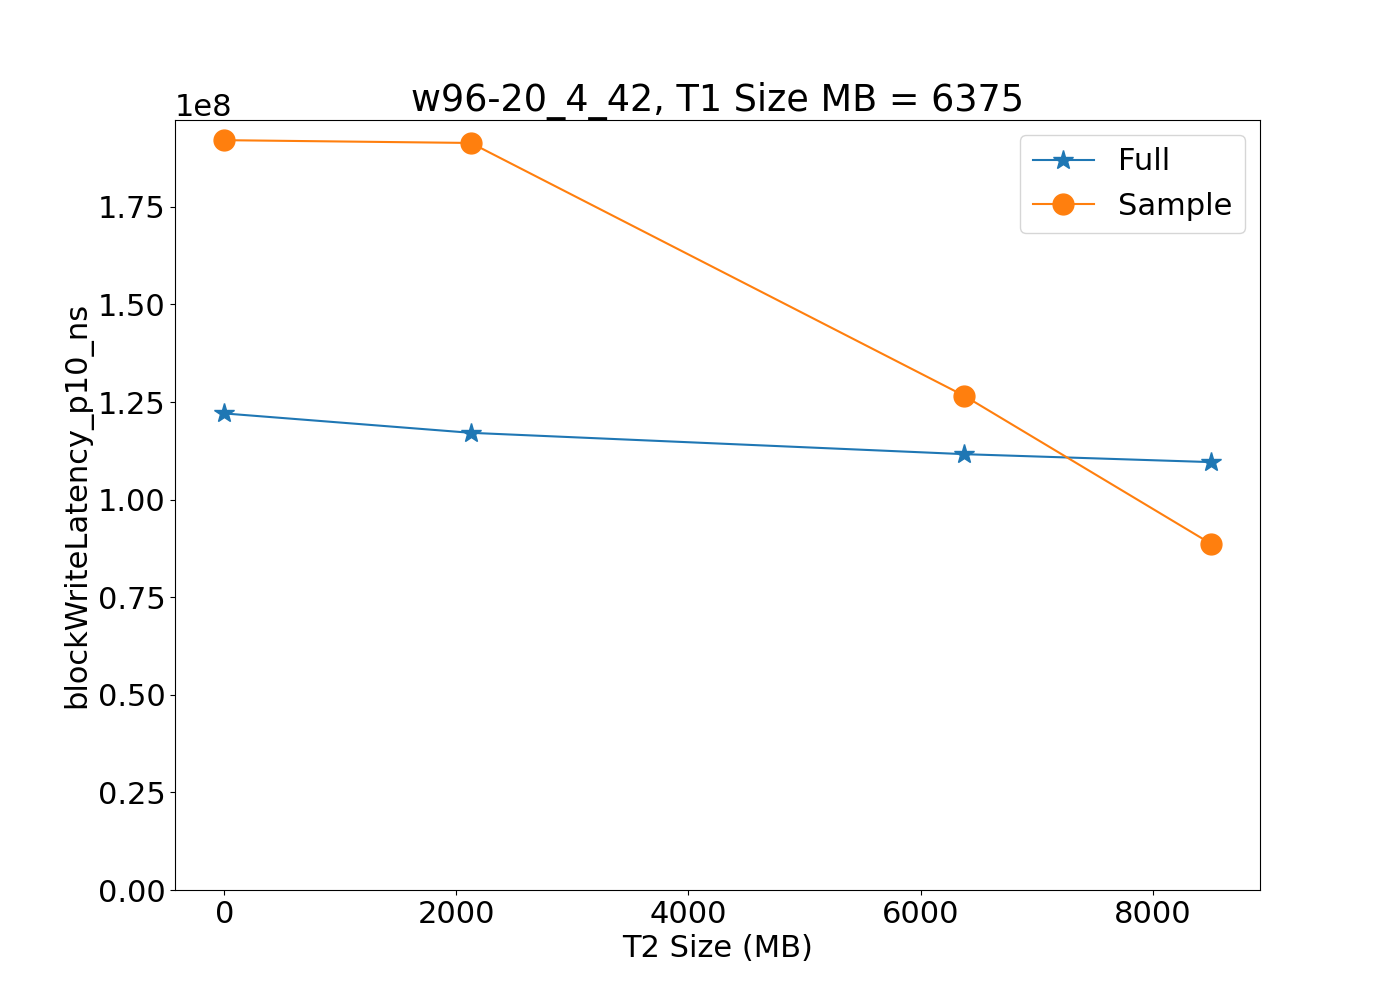 w96-20_4_42, T1 Size MB = 6375
1e8
Full
Sample
1.75
1.50
1.25
1.00
0.75
0.50
0.25
0.00
blockWriteLatency_p10_ns
0 2000 4000 6000 8000
T2 Size (MB)